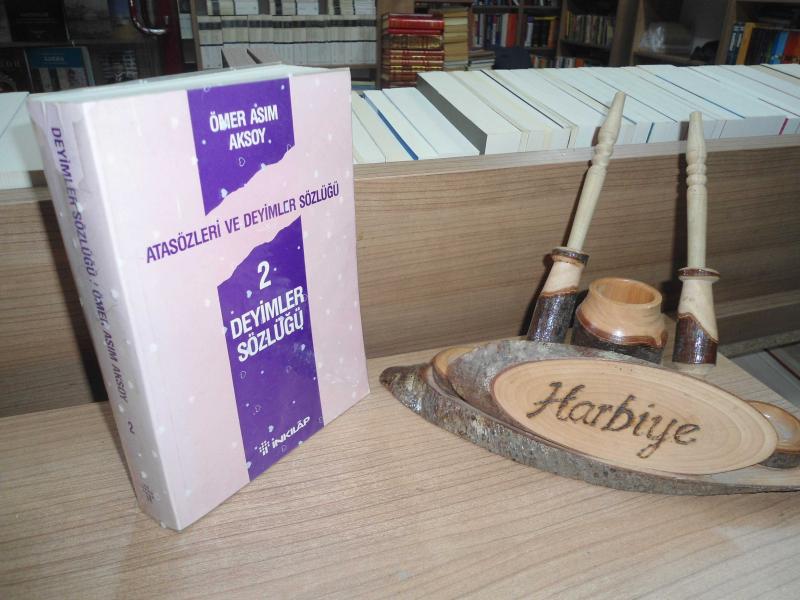 ÖMER ASIM
AKSOY
ATASÖZLERİ VE DEYİMLER SÖZLÜĞÜ
2
DEYİMLER
SÖZLÜĞÜ
İNKILÂP
DEYİMLER SÖZLÜĞÜ / ÖMER ASIM AKSOY 2
Harbiye